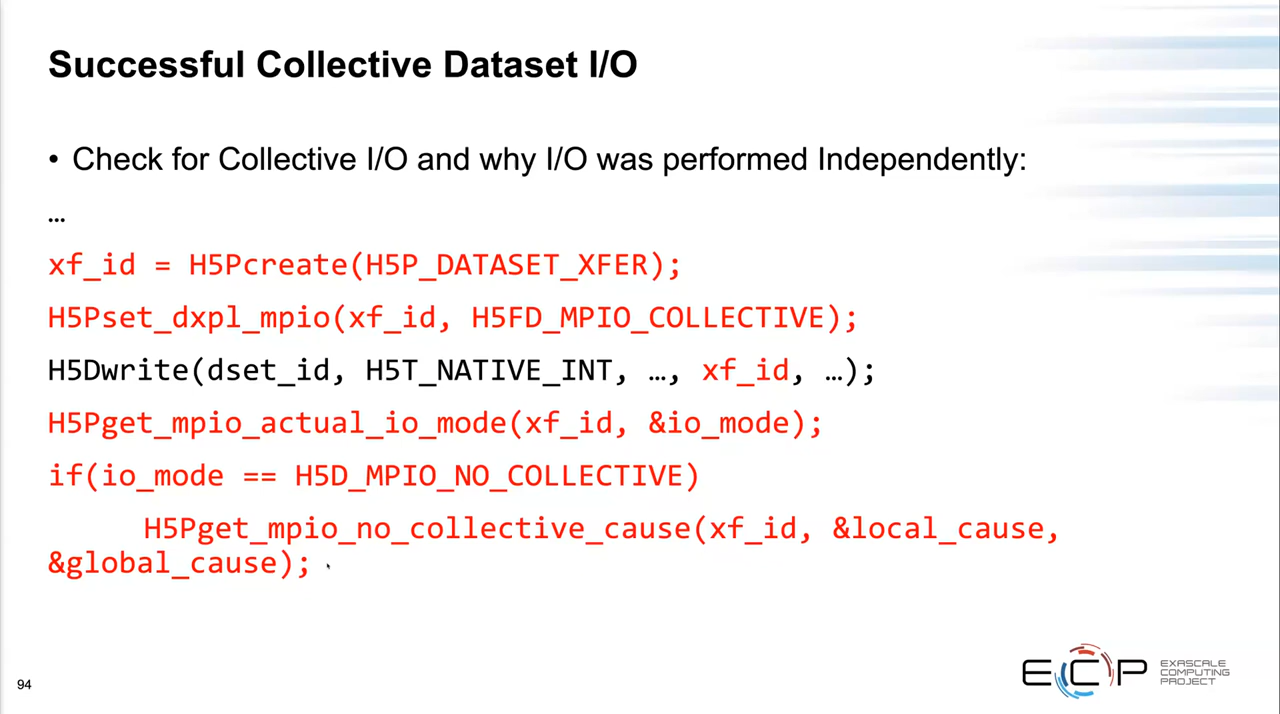 Successful Collective Dataset I/O
• Check for Collective I/O and why I/O was performed Independently:
…
xf_id = H5Pcreate(H5P_DATASET_XFER);
H5Pset_dxpl_mpio(xf_id, H5FD_MPIO_COLLECTIVE);
H5Dwrite(dset_id, H5T_NATIVE_INT, …, xf_id, …);
H5Pget_mpio_actual_io_mode(xf_id, &io_mode);
if(io_mode == H5D_MPIO_NO_COLLECTIVE)
H5Pget_mpio_no_collective_cause(xf_id, &local_cause,
&global_cause);
94
ECP
EXASCALE
COMPUTING
PROJECT